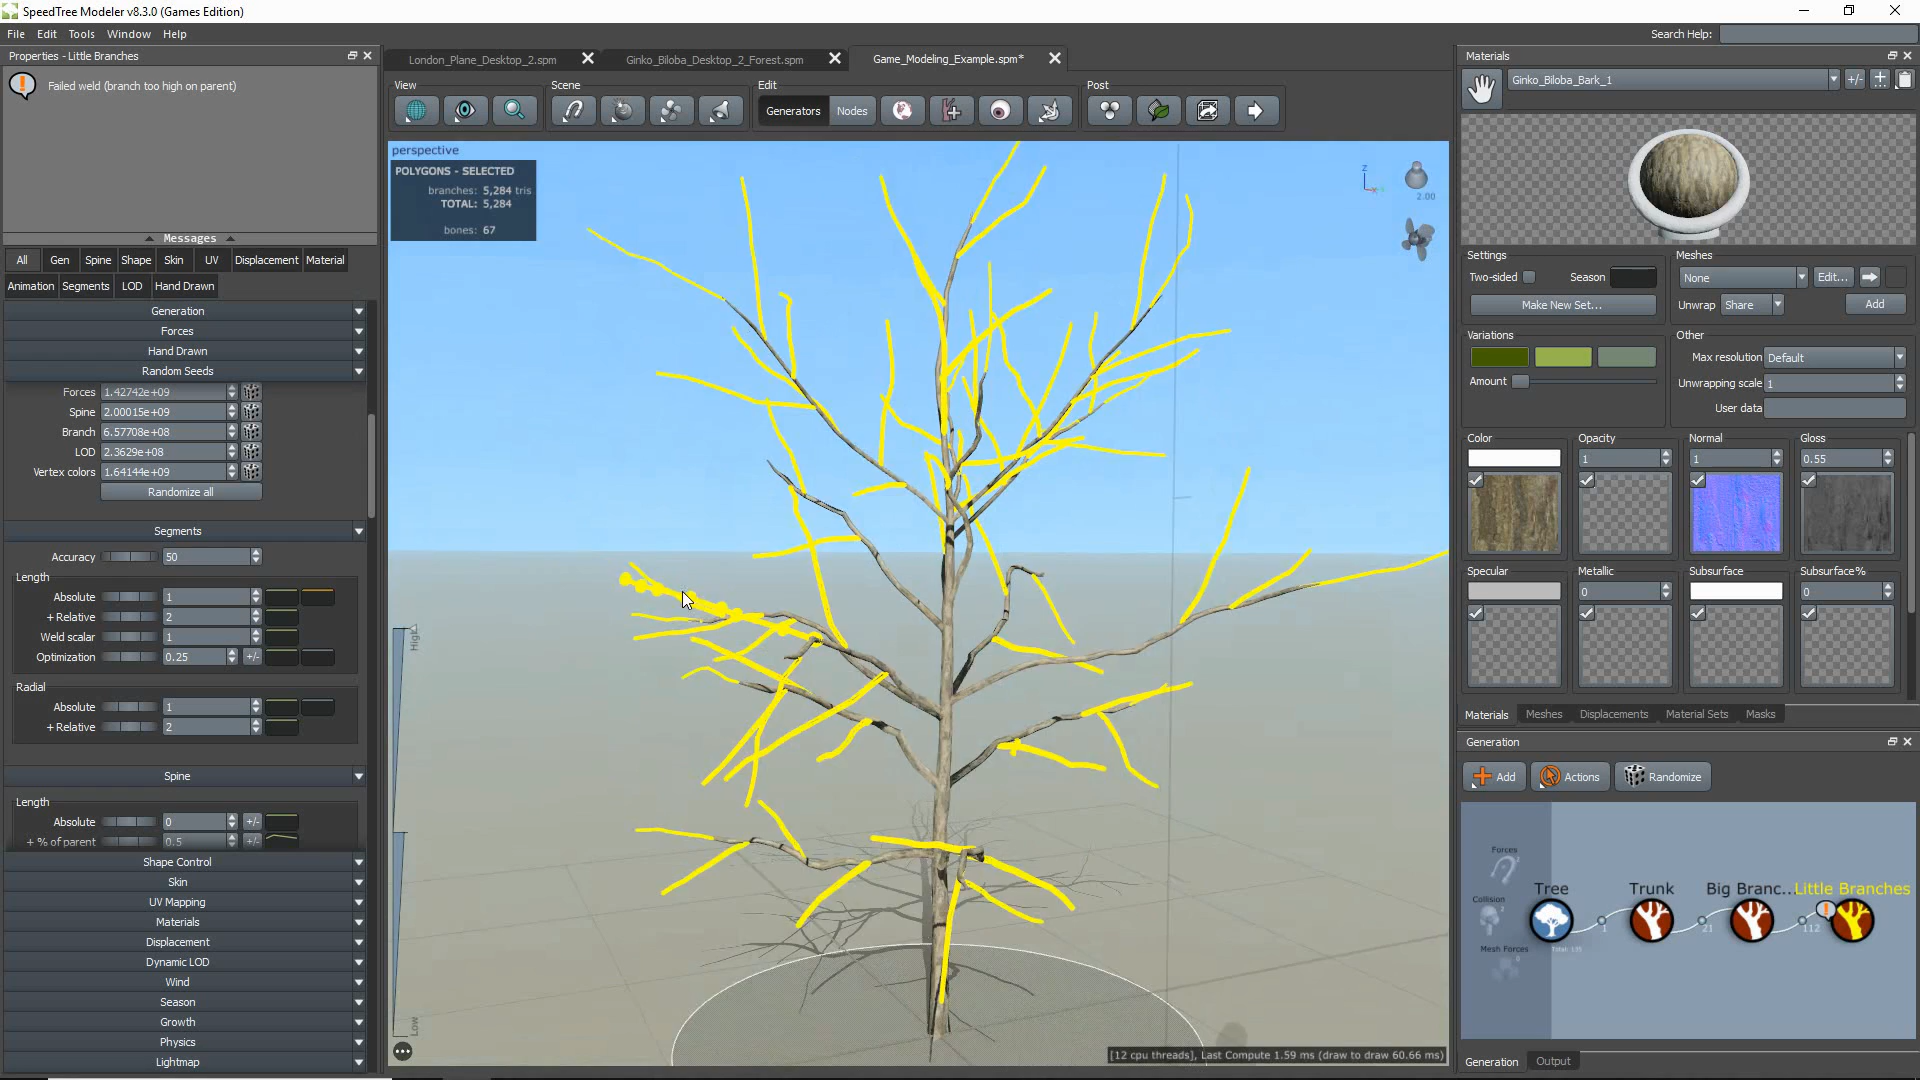 SpeedTree Modeler v8.3.0 (Games Edition)
File Edit Tools Window Help
Search Help:
Properties - Little Branches
Failed weld (branch too high on parent)
Messages
All Gen Spine Shape Skin UV Displacement Material
Animation Segments LOD Hand Drawn
Generation
Forces
Hand Drawn
Random Seeds
Forces 1.42742e+09
Spine 2.00015e+09
Branch 6.57708e+08
LOD 2.3629e+08
Vertex colors 1.64144e+09
Randomize all
Segments
Accuracy 50
Length
Absolute 1
+ Relative 2
Weld scalar 1
Optimization 0.25 +/-
Radial
Absolute 1
+ Relative 2
Spine
Length
Absolute 0 +/-
+ % of parent 0.5 +/-
Shape Control
Skin
UV Mapping
Materials
Displacement
Dynamic LOD
Wind
Season
Growth
Physics
Lightmap
London_Plane_Desktop_2.spm
Ginko_Biloba_Desktop_2_Forest.spm
Game_Modeling_Example.spm*
View Scene Edit Post
Generators Nodes
perspective
POLYGONS - SELECTED
branches: 5,284 tris
TOTAL: 5,284
bones: 67
z
2.00
High
Low
[12 cpu threads], Last Compute 1.59 ms (draw to draw 60.66 ms)
Materials
Ginko_Biloba_Bark_1
+/-
Settings
Two-sided Season
Make New Set...
Meshes
None Edit...
Unwrap Share Add
Variations
Amount
Other
Max resolution Default
Unwrapping scale 1
User data
Color Opacity Normal Gloss
1 1 0.55
Specular Metallic Subsurface Subsurface%
0 0
Materials Meshes Displacements Material Sets Masks
Generation
Add Actions Randomize
Forces
Collision
Mesh Forces
Tree Trunk Big Branc... Little Branches
1 21 112
Generation Output